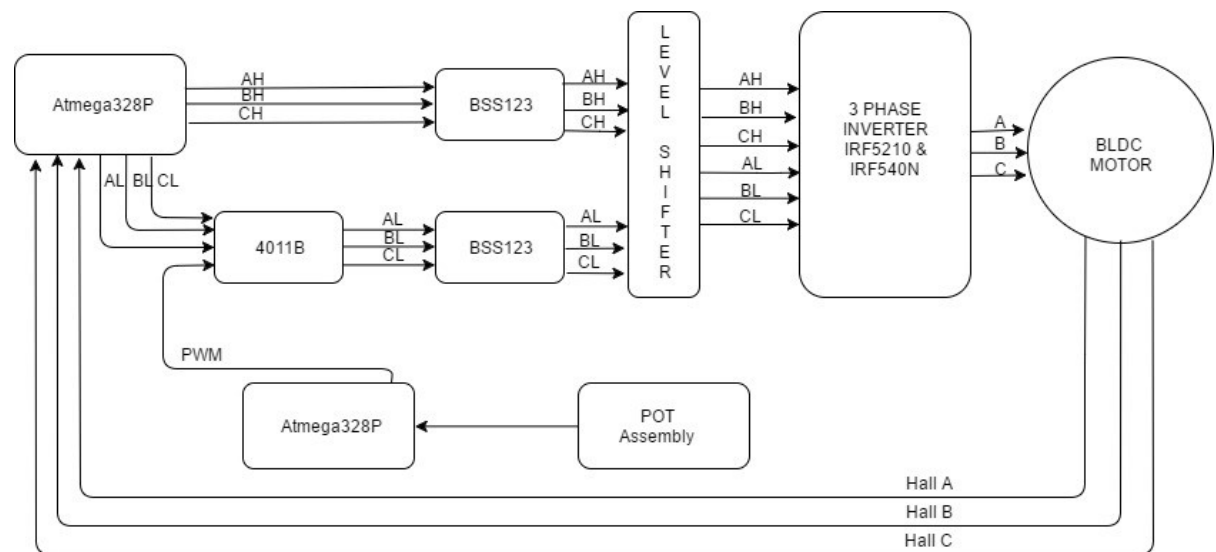 Atmega328P
AH
BH
CH
BSS123
AH
BH
CH
LEVEL SHIFTER
AH
BH
CH
AL
BL
CL
3 PHASE
INVERTER
IRF5210 &
IRF540N
A
B
C
BLDC
MOTOR
AL BL CL
4011B
AL
BL
CL
BSS123
AL
BL
CL
PWM
Atmega328P
POT
Assembly
Hall A
Hall B
Hall C